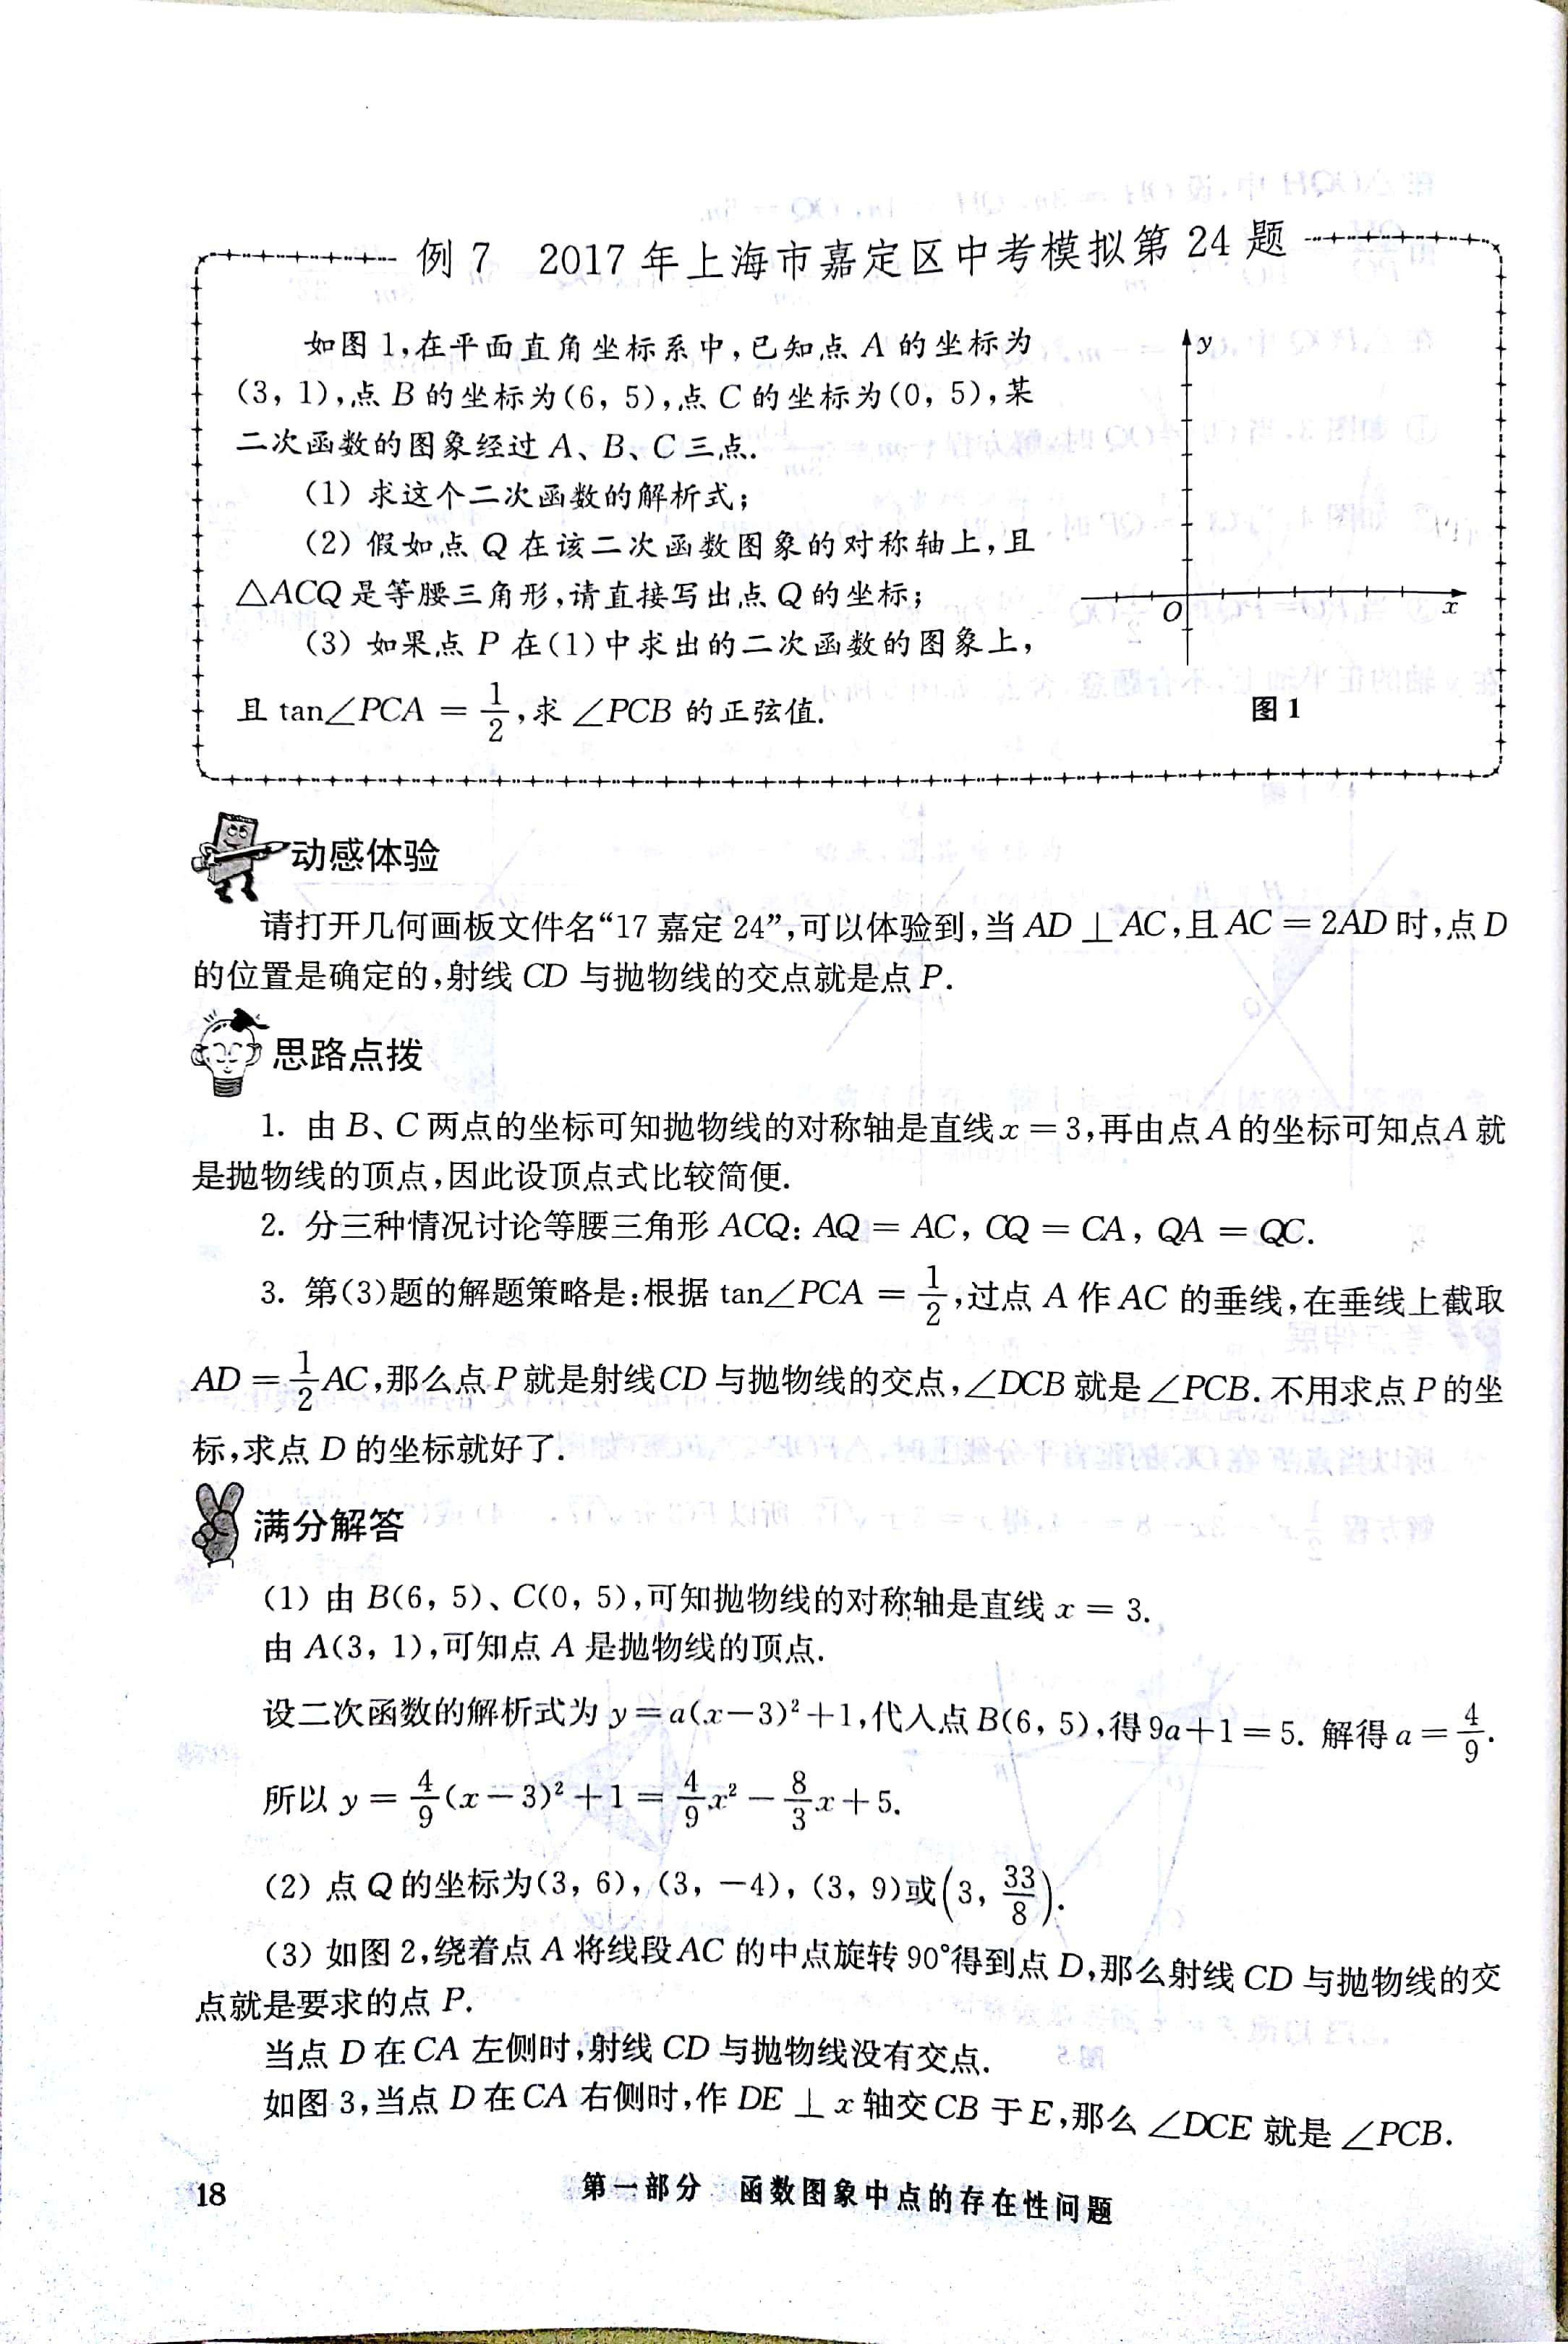 例 7 2017 年上海市嘉定区中考模拟第 24 题
如图 1,在平面直角坐标系中,已知点 A 的坐标为
(3, 1),点 B 的坐标为(6, 5),点 C 的坐标为(0, 5),某
二次函数的图象经过 A、B、C 三点.
(1) 求这个二次函数的解析式;
(2) 假如点 Q 在该二次函数图象的对称轴上,且
△ACQ 是等腰三角形,请直接写出点 Q 的坐标;
(3) 如果点 P 在(1)中求出的二次函数的图象上,
且 tan∠PCA = 1/2,求 ∠PCB 的正弦值.
y
O
x
图 1
动感体验
请打开几何画板文件名“17 嘉定 24”,可以体验到,当 AD ⊥ AC,且 AC = 2AD 时,点 D
的位置是确定的,射线 CD 与抛物线的交点就是点 P.
思路点拨
1. 由 B、C 两点的坐标可知抛物线的对称轴是直线 x = 3,再由点 A 的坐标可知点 A 就
是抛物线的顶点,因此设顶点式比较简便.
2. 分三种情况讨论等腰三角形 ACQ: AQ = AC, CQ = CA, QA = QC.
3. 第(3)题的解题策略是:根据 tan∠PCA = 1/2,过点 A 作 AC 的垂线,在垂线上截取
AD = 1/2 AC,那么点 P 就是射线 CD 与抛物线的交点,∠DCB 就是 ∠PCB. 不用求点 P 的坐
标,求点 D 的坐标就好了.
满分解答
(1) 由 B(6, 5)、C(0, 5),可知抛物线的对称轴是直线 x = 3.
由 A(3, 1),可知点 A 是抛物线的顶点.
设二次函数的解析式为 y = a(x－3)²＋1,代入点 B(6, 5),得 9a＋1＝5. 解得 a = 4/9.
所以 y = 4/9(x－3)²＋1 = 4/9x²－8/3x＋5.
(2) 点 Q 的坐标为(3, 6), (3, －4), (3, 9)或(3, 33/8).
(3) 如图 2,绕着点 A 将线段 AC 的中点旋转 90°得到点 D,那么射线 CD 与抛物线的交
点就是要求的点 P.
当点 D 在 CA 左侧时,射线 CD 与抛物线没有交点.
如图 3,当点 D 在 CA 右侧时,作 DE ⊥ x 轴交 CB 于 E,那么 ∠DCE 就是 ∠PCB.
18
第一部分 函数图象中点的存在性问题